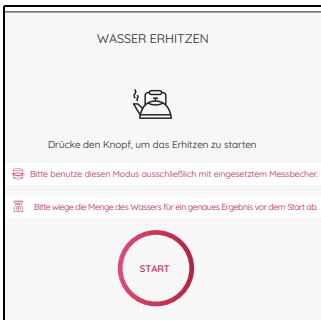 WASSER ERHITZEN
Drücke den Knopf, um das Erhitzen zu starten
Bitte benutze diesen Modus ausschließlich mit eingesetztem Messbecher.
Bitte wiege die Menge des Wassers für ein genaues Ergebnis vor dem Start ab.
START